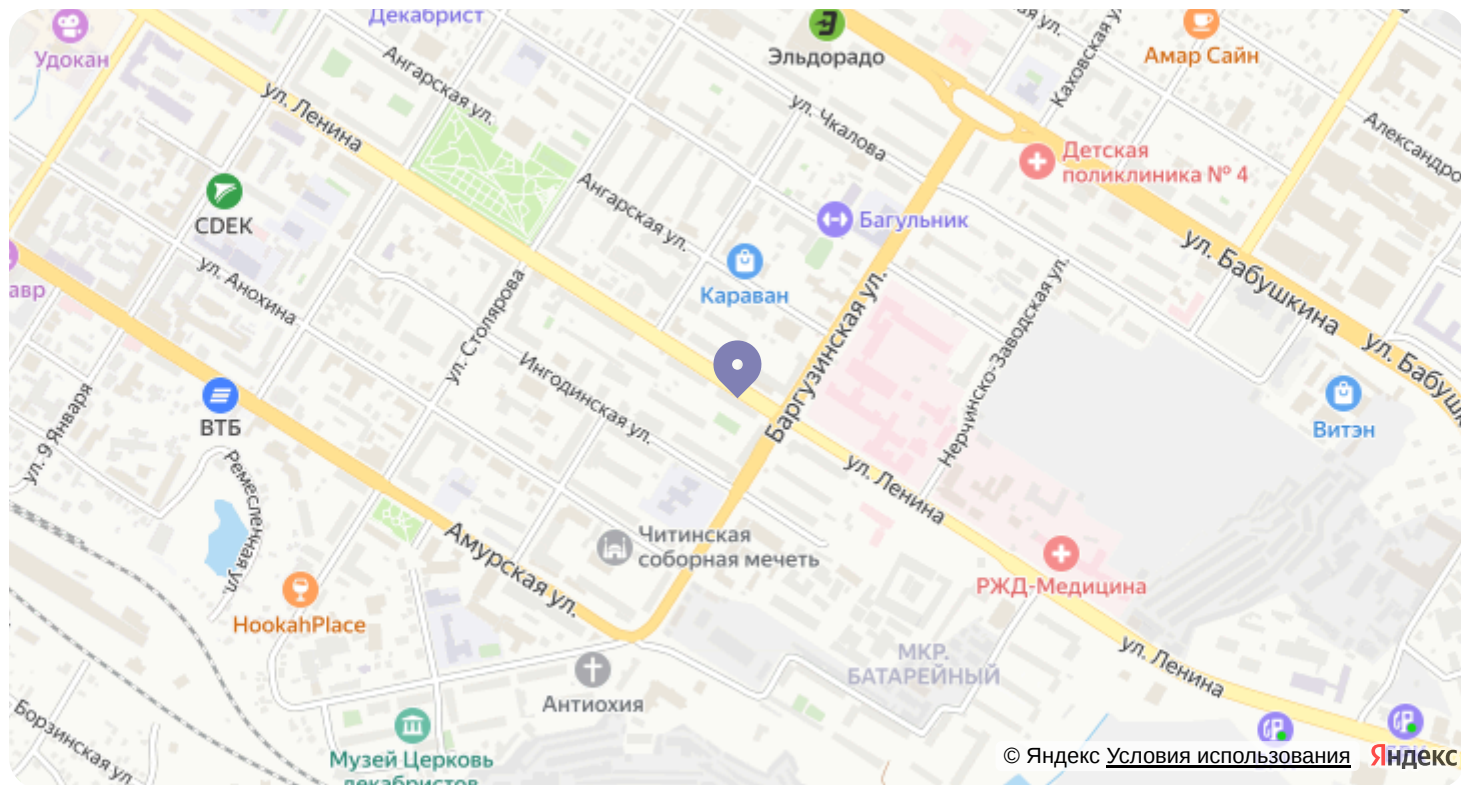 Декабрист
Удокан
Эльдорадо
Амар Сайн
Каховская у
Ангарская ул.
ул. Ленина
ул. Чкалова
Александро
Детская
поликлиника № 4
CDEK
Ангарская ул.
Багульник
ул. Бабушкина
ул. Анохина
авр
Караван
ул. Столярова
Баргузинская ул.
Нерчинско-Заводская ул.
ул. Бабушк
Ингодинская ул.
ВТБ
Витэн
ул. 9 Января
Ремесленная ул.
ул. Ленина
Амурская ул.
Читинская
соборная мечеть
РЖД-Медицина
HookahPlace
МКР.
БАТАРЕЙНЫЙ
ул. Ленина
Антиохия
Борзинская ул.
Музей Церковь
декабристов
© Яндекс Условия использования Яндекс